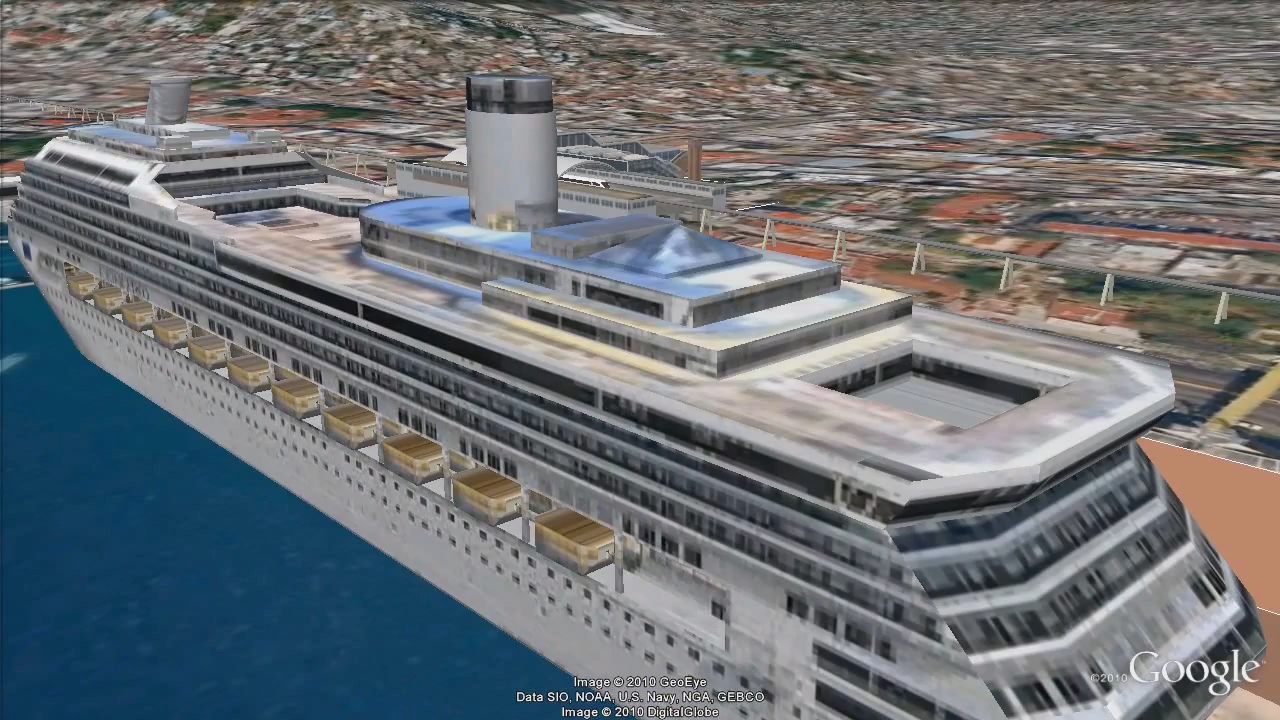 Image © 2010 GeoEye
Data SIO, NOAA, U.S. Navy, NGA, GEBCO
Image © 2010 DigitalGlobe
©2010 Google